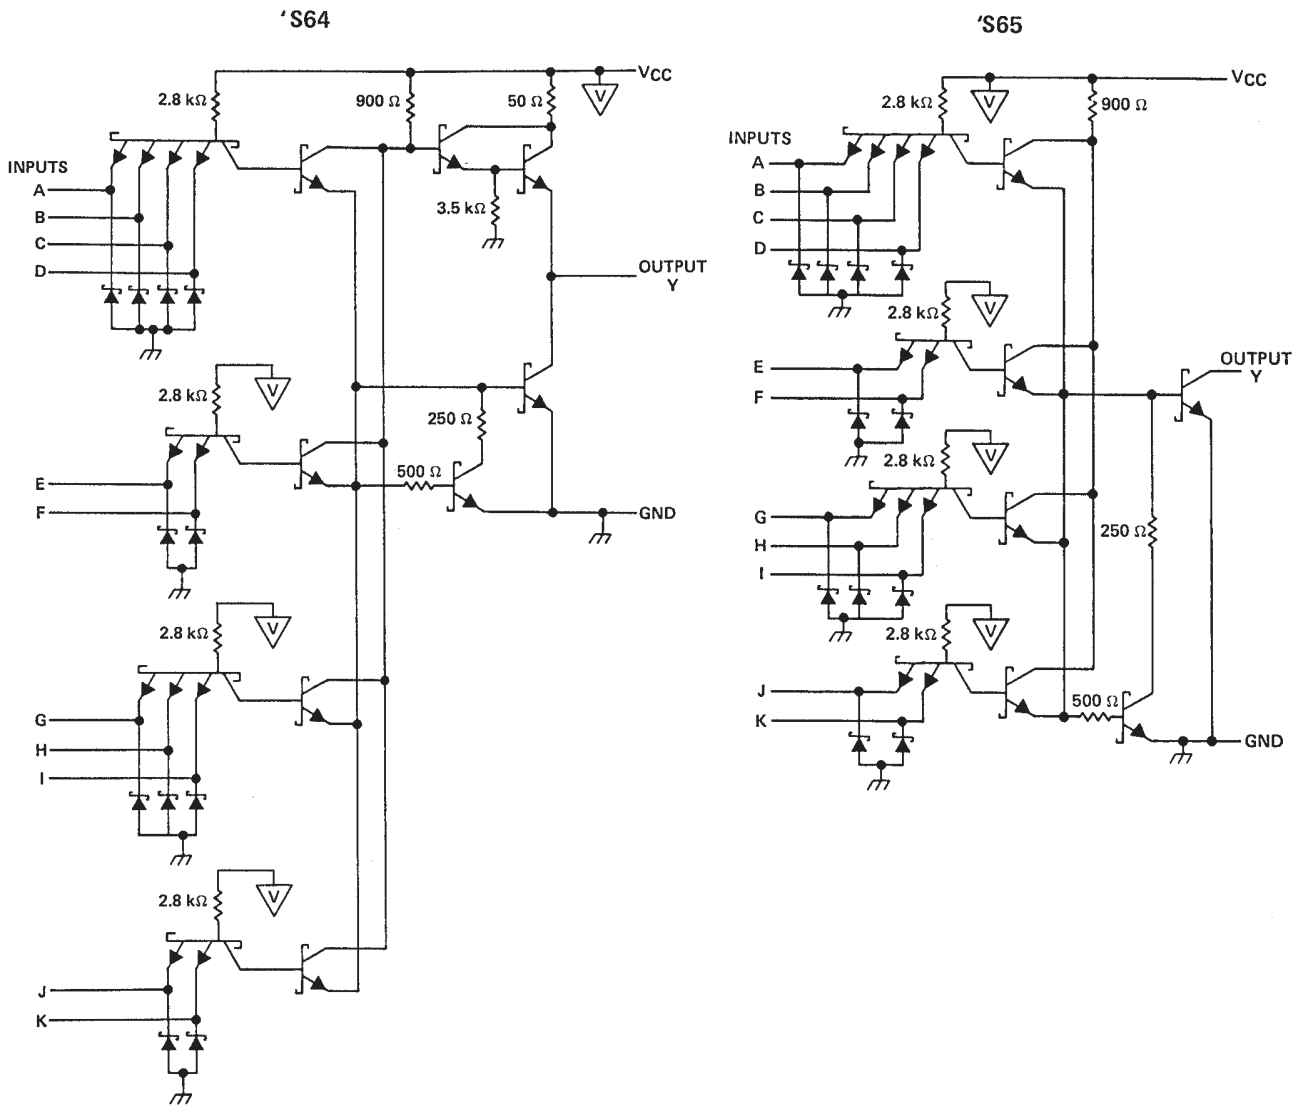 'S64
VCC
2.8 kΩ
900 Ω
50 Ω
V
INPUTS
A
B
C
D
3.5 kΩ
OUTPUT
Y
2.8 kΩ
V
250 Ω
500 Ω
E
F
GND
2.8 kΩ
V
G
H
I
2.8 kΩ
V
J
K
'S65
VCC
2.8 kΩ
V
900 Ω
INPUTS
A
B
C
D
2.8 kΩ
V
E
F
OUTPUT
Y
2.8 kΩ
V
G
H
I
250 Ω
2.8 kΩ
V
J
K
500 Ω
GND